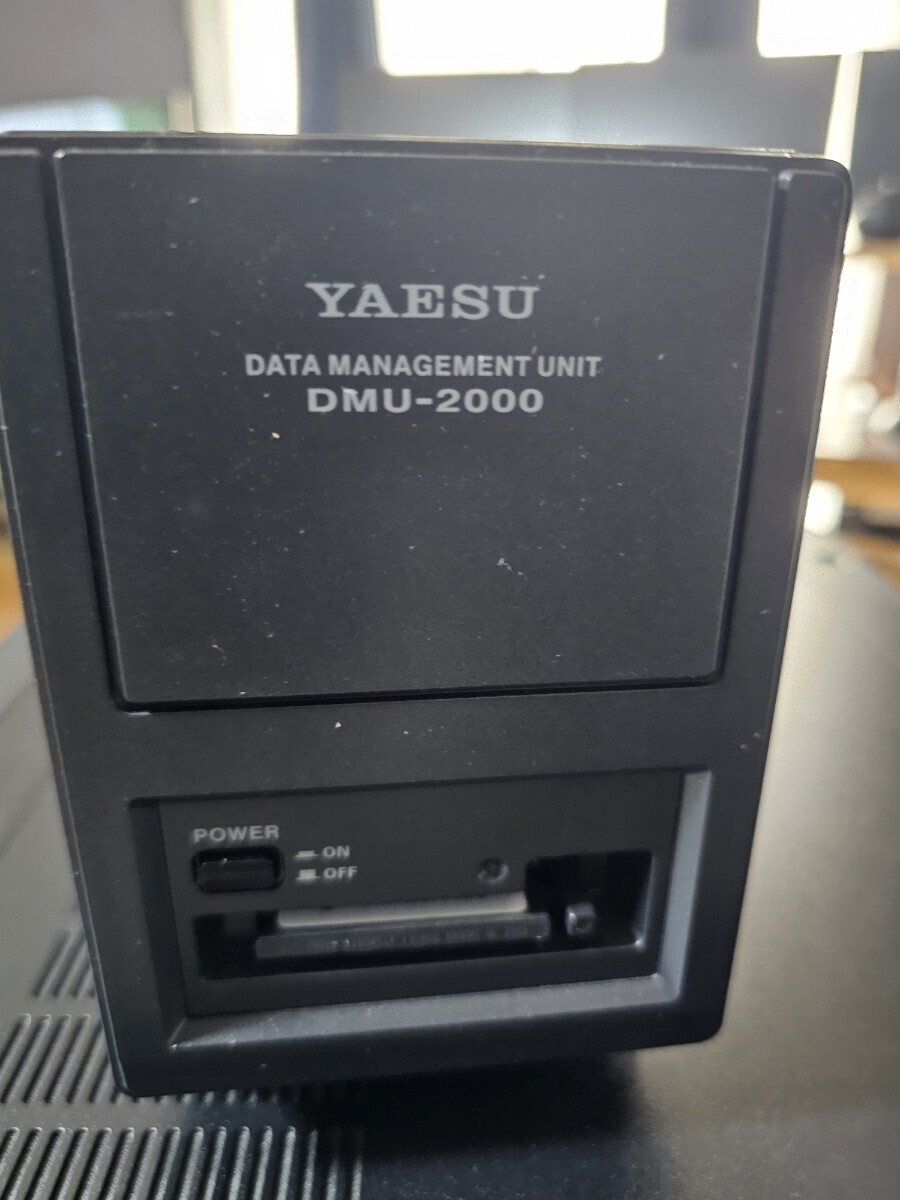 YAESU
DATA MANAGEMENT UNIT
DMU-2000
POWER
ON
OFF